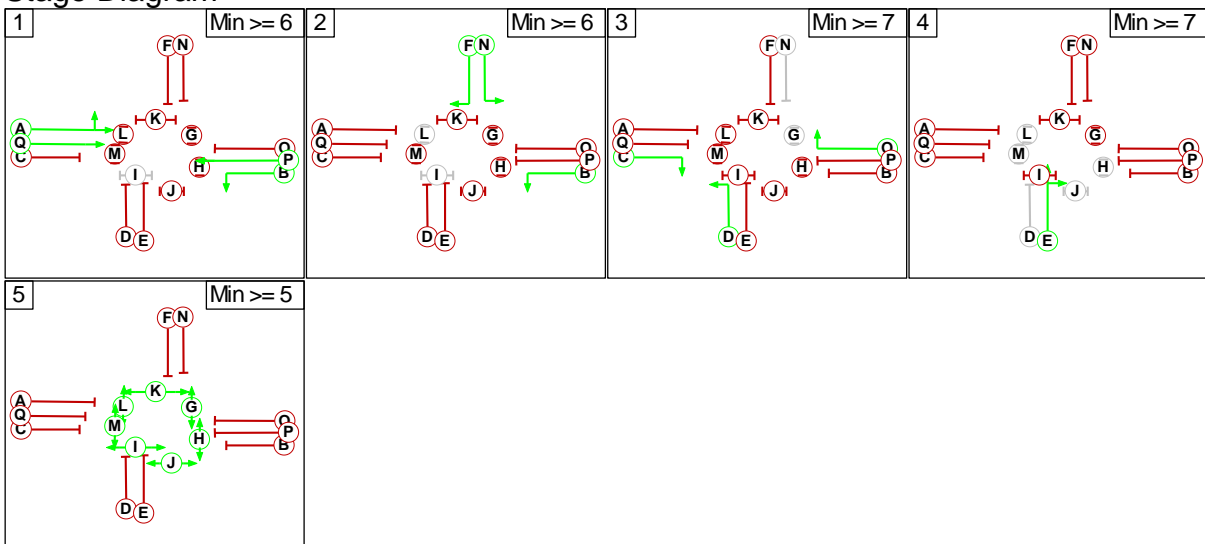 Stage Diagram
1 Min >= 6
F N
K
A L G
Q O
C M H P
I B
J
D E
2 Min >= 6
F N
K
A L G
Q O
C M H P
I B
J
D E
3 Min >= 7
F N
K
A L G
Q O
C M H P
I B
J
D E
4 Min >= 7
F N
K
A L G
Q O
C M H P
I B
J
D E
5 Min >= 5
F N
K
A L G
Q O
C M H P
I B
J
D E